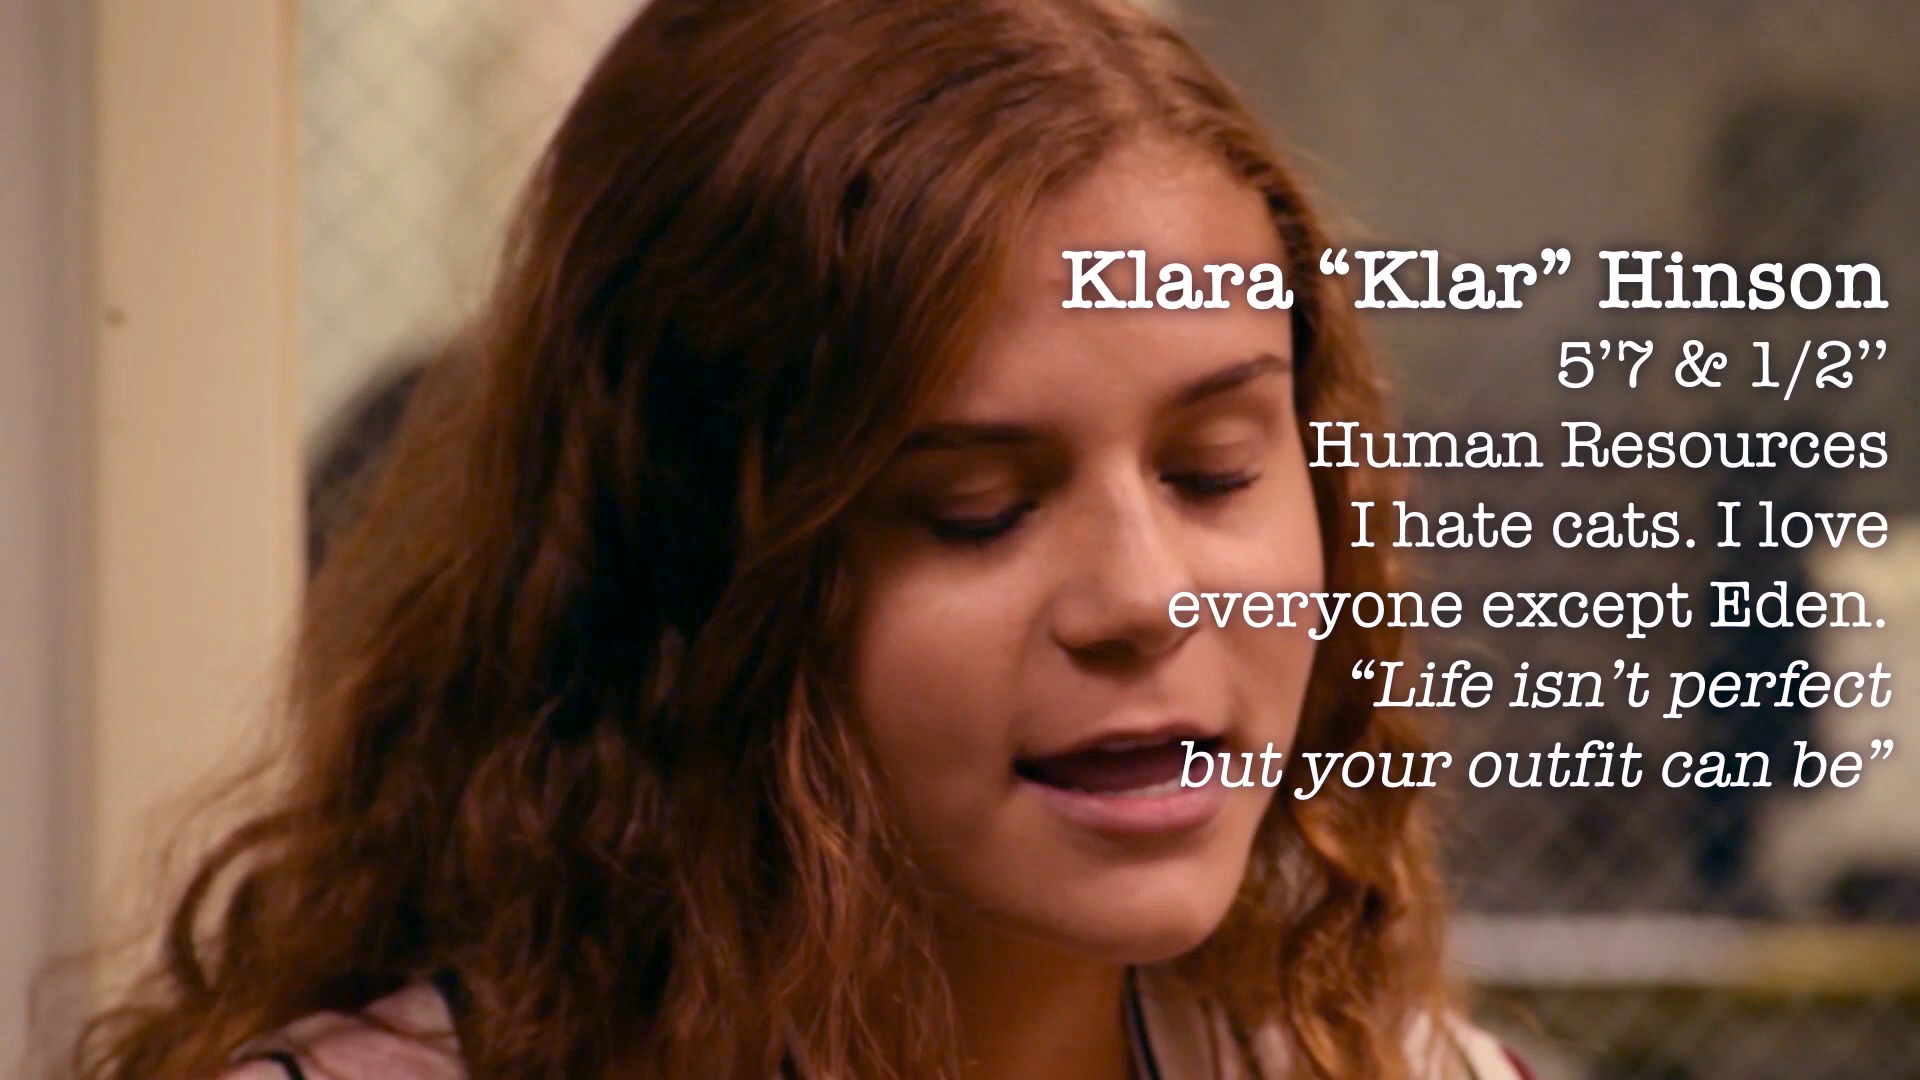 Klara “Klar” Hinson
5’7 & 1/2”
Human Resources
I hate cats. I love
everyone except Eden.
“Life isn’t perfect
but your outfit can be”